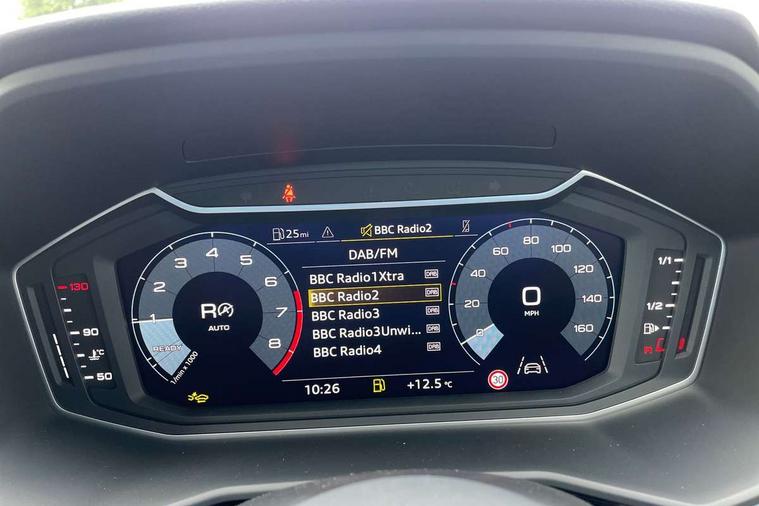 25mi BBC Radio2
DAB/FM
BBC Radio1Xtra DAB
BBC Radio2 DAB
BBC Radio3 DAB
BBC Radio3Unwi... DAB
BBC Radio4 DAB
10:26 +12.5 °C
1 2 3 4 5 6 7 8
R
AUTO
READY
1/min x 1000
0 20 40 60 80 100 120 140 160
0
MPH
30
130
90
°C
50
1/1
1/2
R